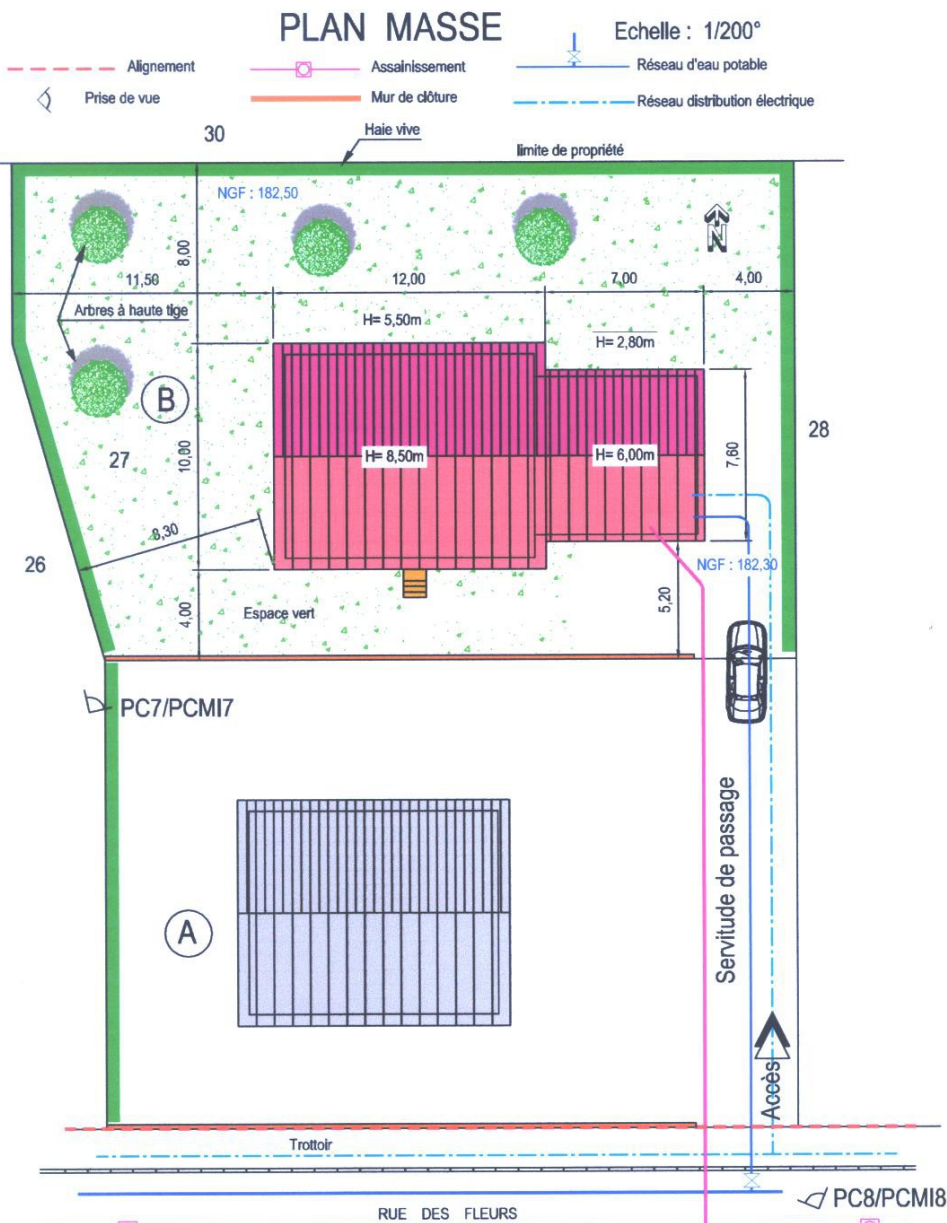 PLAN MASSE
Echelle : 1/200°
Alignement
Assainissement
Réseau d'eau potable
Prise de vue
Mur de clôture
Réseau distribution électrique
30
Haie vive
limite de propriété
NGF : 182,50
8,00
N
11,50
12,00
7,00
4,00
Arbres à haute tige
H= 5,50m
H= 2,80m
B
27
10,00
H= 8,50m
H= 6,00m
7,60
28
26
8,30
NGF : 182,30
4,00
Espace vert
5,20
PC7/PCMI7
Servitude de passage
A
Accès
Trottoir
PC8/PCMI8
RUE DES FLEURS